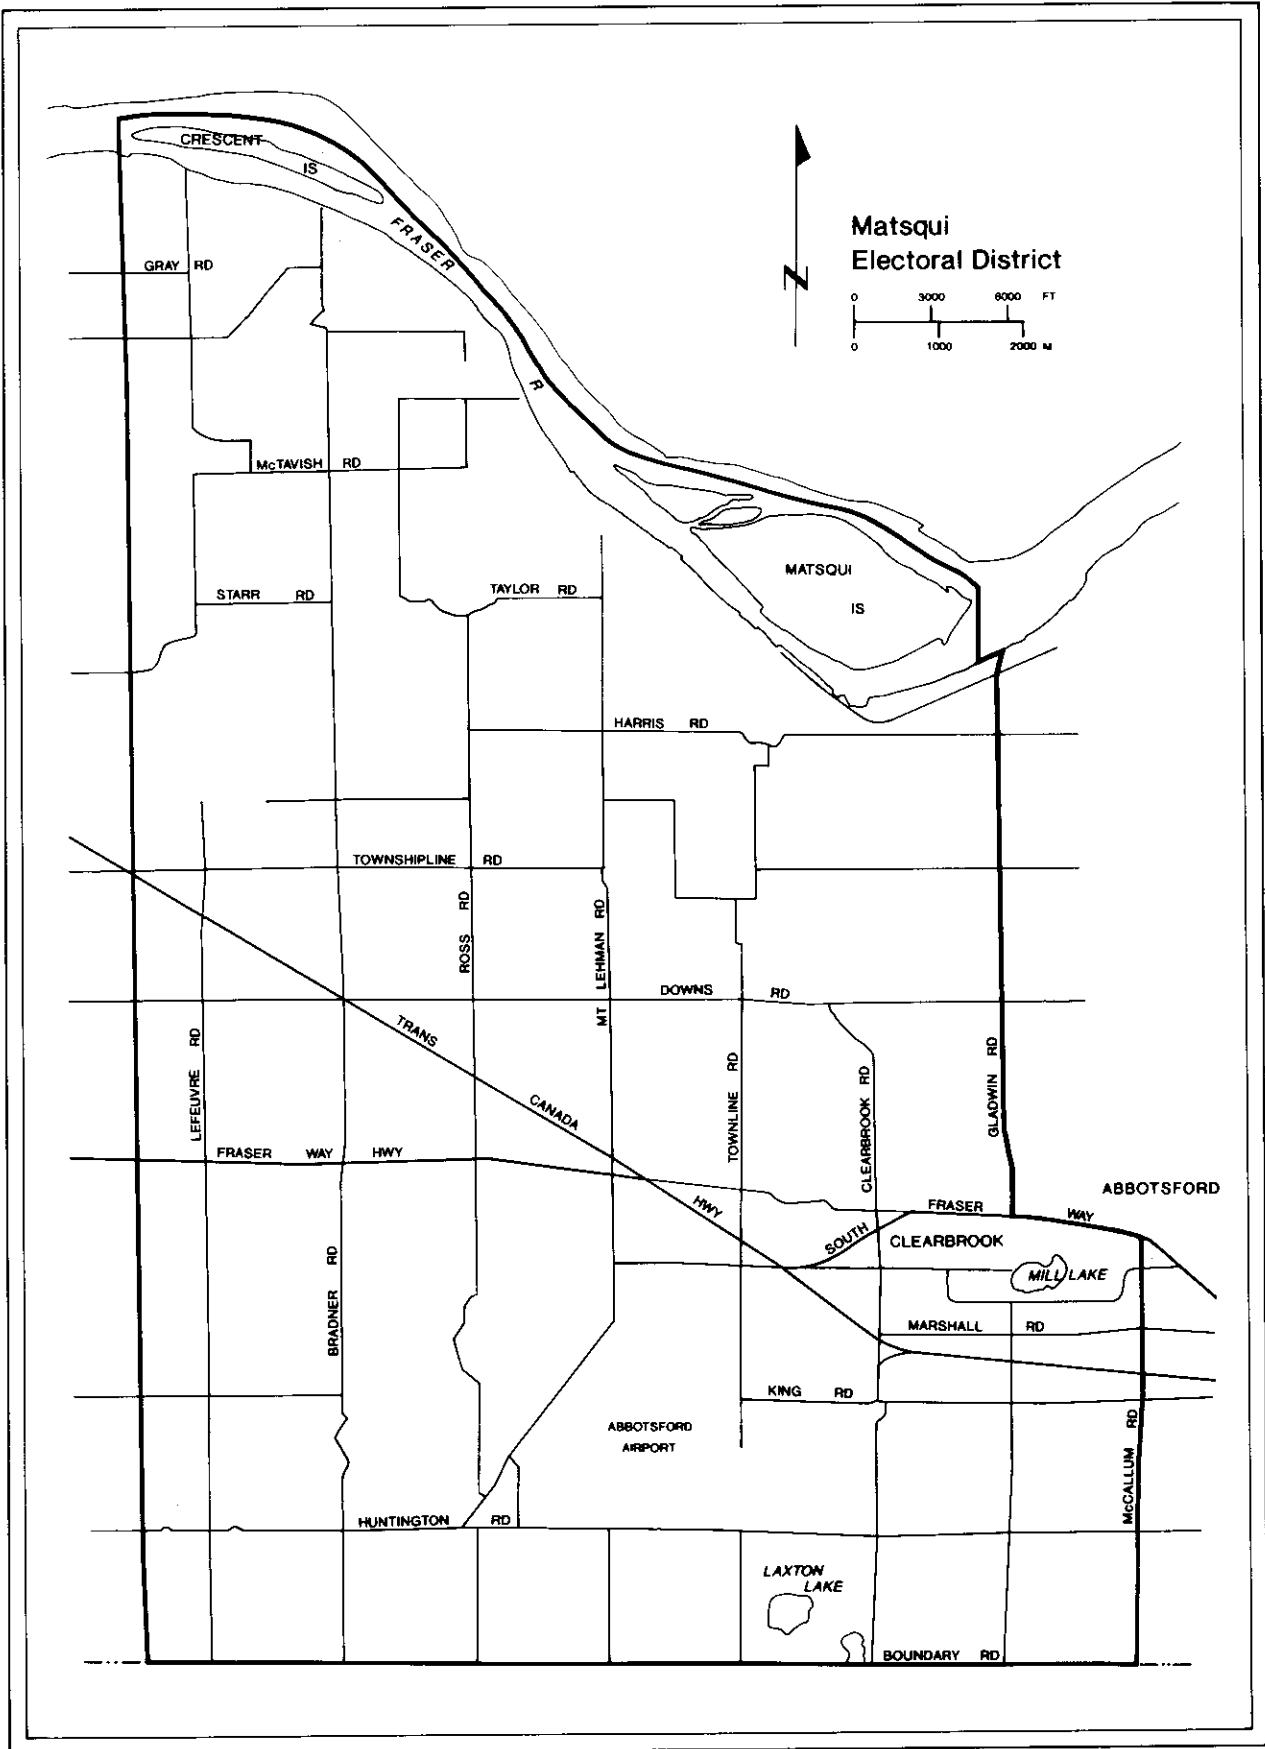 CRESCENT
IS
FRASER
R
Matsqui
Electoral District
0 3000 6000 FT
0 1000 2000 M
N
GRAY RD
McTAVISH RD
STARR RD
TAYLOR RD
MATSQUI
IS
HARRIS RD
TOWNSHIPLINE RD
ROSS RD
MT LEHMAN RD
DOWNS RD
TRANS CANADA HWY
LEFEUVRE RD
TOWNLINE RD
CLEARBROOK RD
GLADWIN RD
FRASER WAY HWY
ABBOTSFORD
SOUTH FRASER WAY
CLEARBROOK
MILL LAKE
BRADNER RD
MARSHALL RD
KING RD
ABBOTSFORD
AIRPORT
McCALLUM RD
HUNTINGTON RD
LAXTON
LAKE
BOUNDARY RD